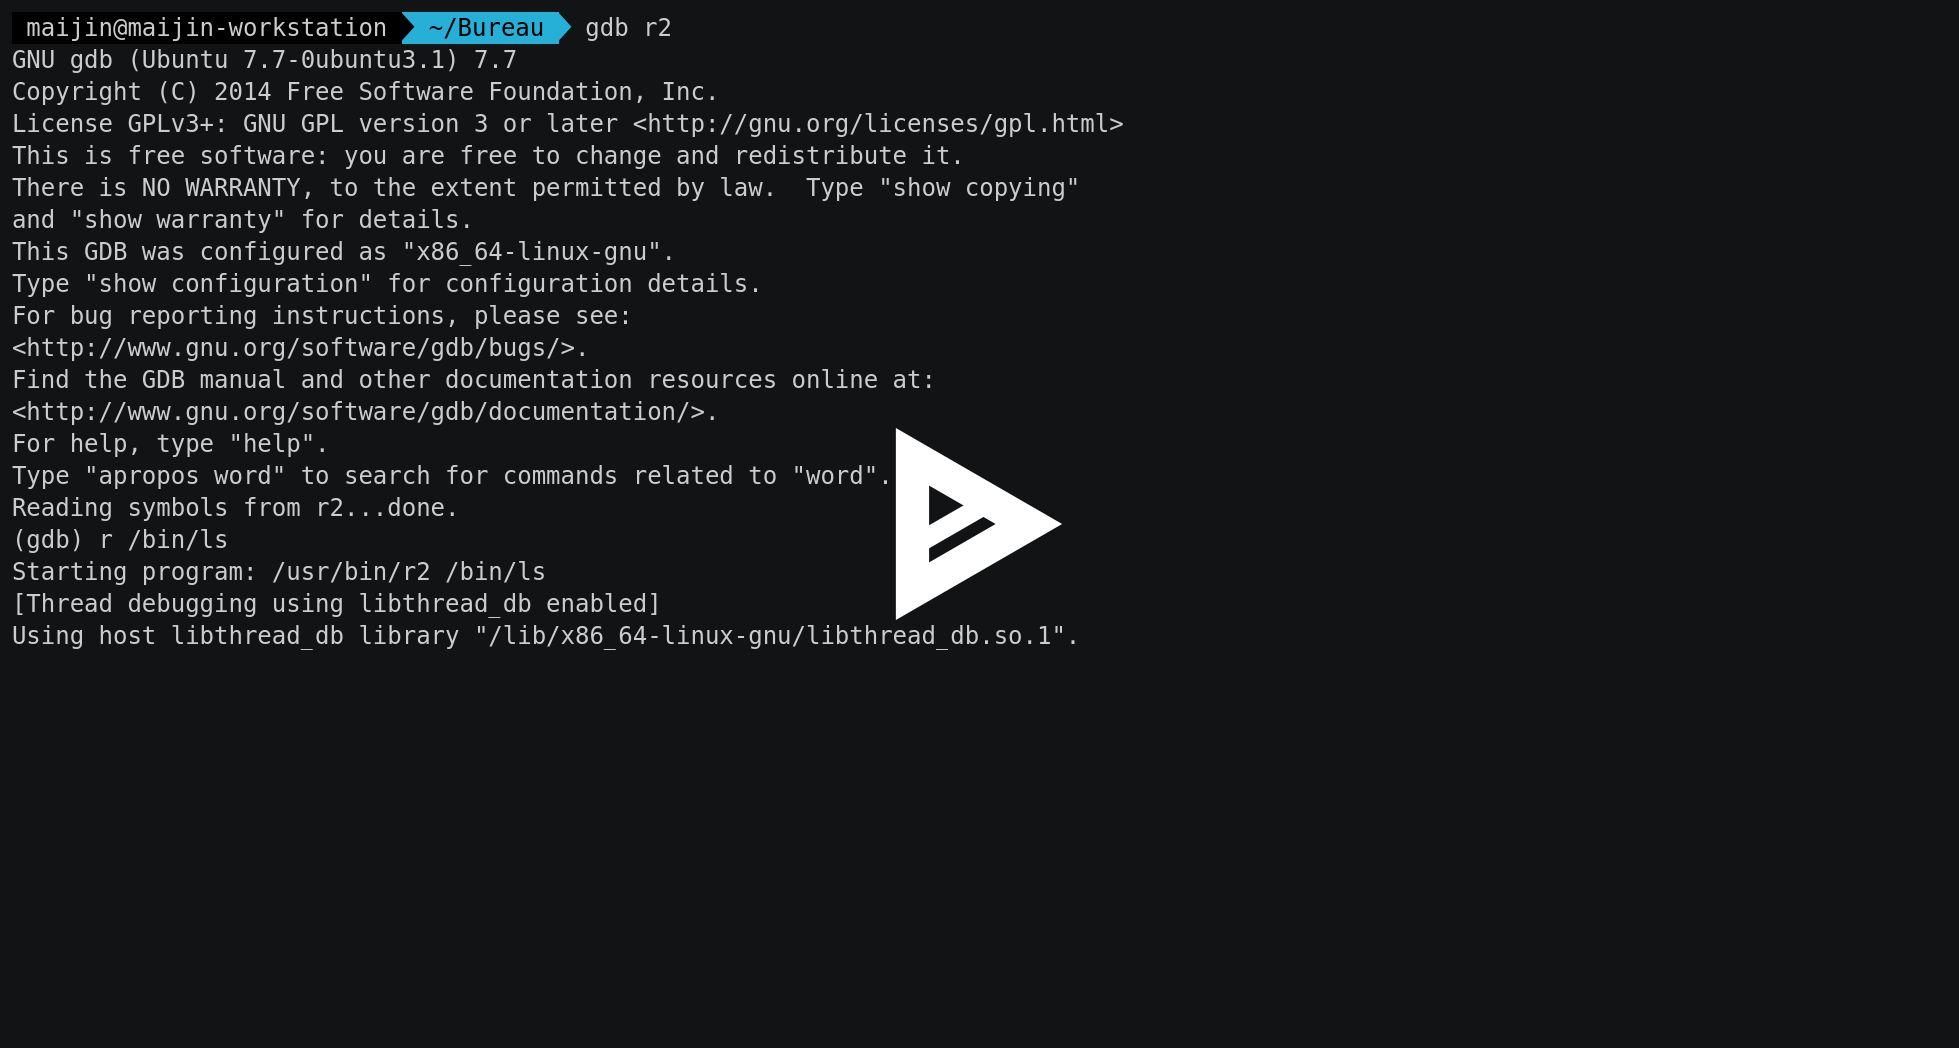 maijin@maijin-workstation ~/Bureau gdb r2
GNU gdb (Ubuntu 7.7-0ubuntu3.1) 7.7
Copyright (C) 2014 Free Software Foundation, Inc.
License GPLv3+: GNU GPL version 3 or later <http://gnu.org/licenses/gpl.html>
This is free software: you are free to change and redistribute it.
There is NO WARRANTY, to the extent permitted by law.  Type "show copying"
and "show warranty" for details.
This GDB was configured as "x86_64-linux-gnu".
Type "show configuration" for configuration details.
For bug reporting instructions, please see:
<http://www.gnu.org/software/gdb/bugs/>.
Find the GDB manual and other documentation resources online at:
<http://www.gnu.org/software/gdb/documentation/>.
For help, type "help".
Type "apropos word" to search for commands related to "word".
Reading symbols from r2...done.
(gdb) r /bin/ls
Starting program: /usr/bin/r2 /bin/ls
[Thread debugging using libthread_db enabled]
Using host libthread_db library "/lib/x86_64-linux-gnu/libthread_db.so.1".